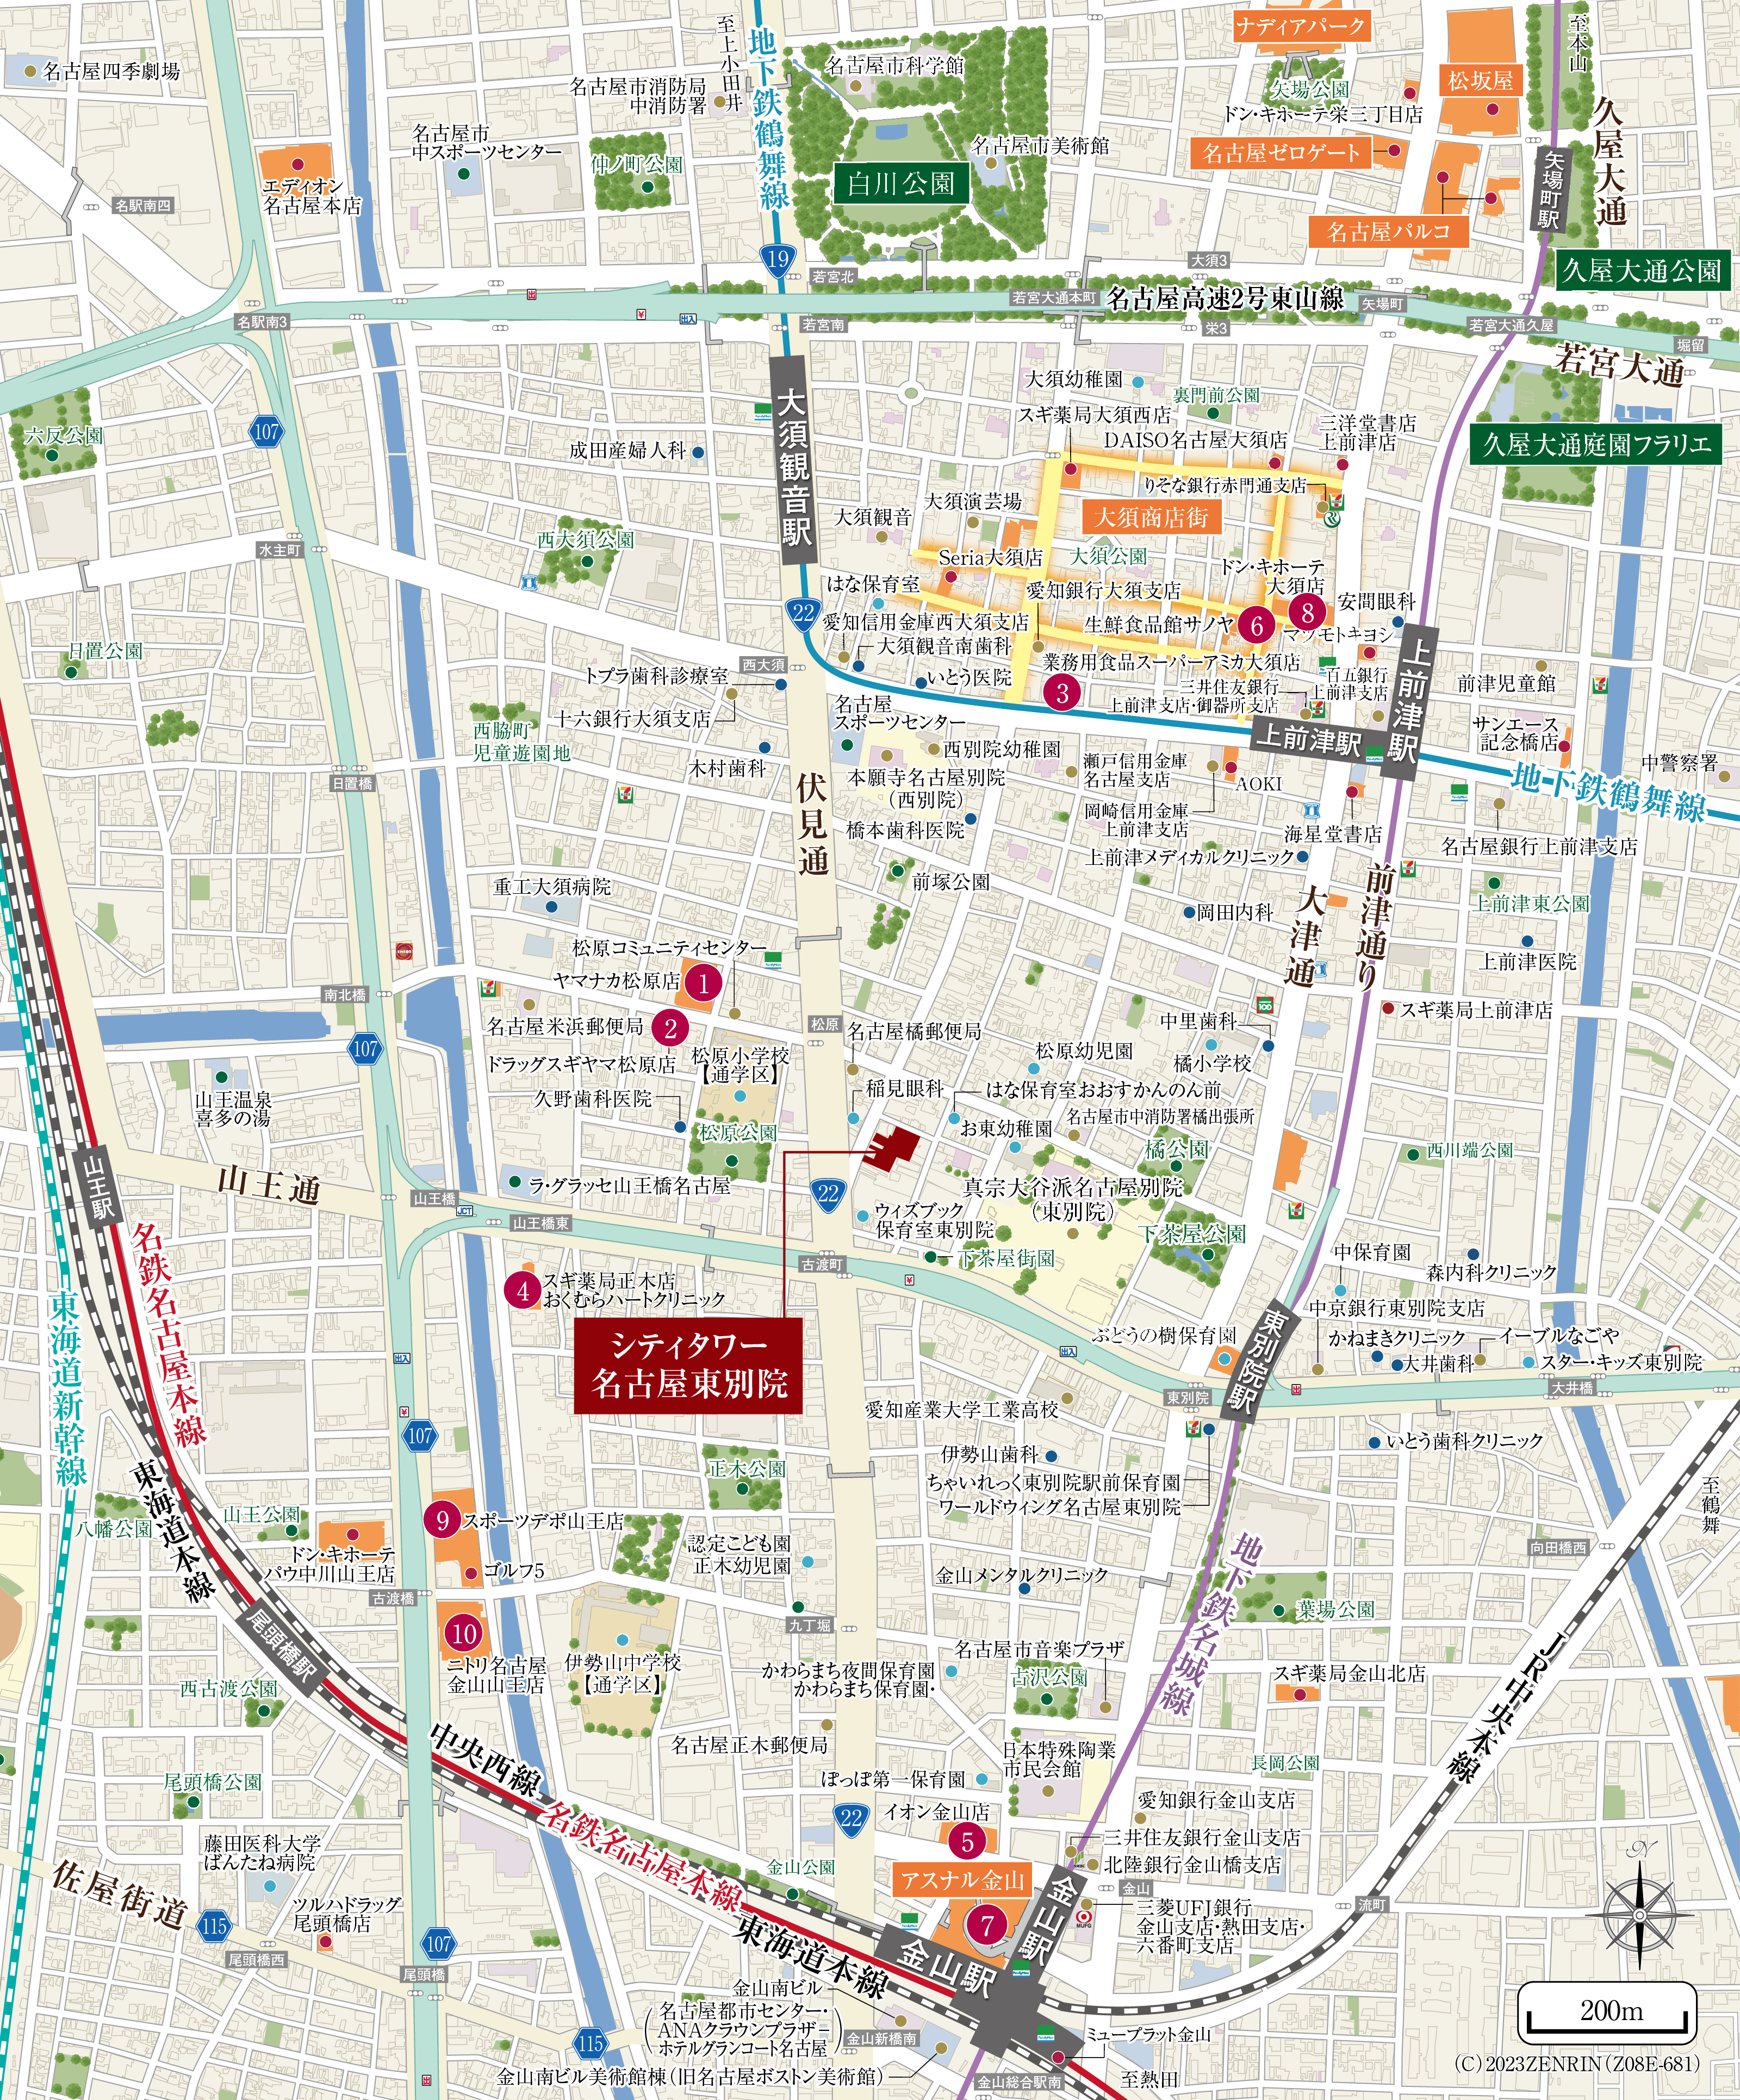 ナディアパーク
至本山
至上小田井
地下鉄鶴舞線
名古屋市科学館
名古屋四季劇場
名古屋市消防局
中消防署
矢場公園
松坂屋
ドン・キホーテ栄三丁目店
久屋大通
名古屋市
中スポーツセンター
仲ノ町公園
名古屋市美術館
名古屋ゼロゲート
矢場町駅
白川公園
エディオン
名古屋本店
名駅南四
名古屋パルコ
19
若宮北
大須3
久屋大通公園
若宮大通本町
名古屋高速2号東山線
矢場町
名駅南3
若宮南
栄3
若宮大通久屋
堀留
若宮大通
大須幼稚園
裏門前公園
大須観音駅
スギ薬局大須西店
三洋堂書店
上前津店
六反公園
107
成田産婦人科
DAISO名古屋大須店
久屋大通庭園フラリエ
りそな銀行赤門通支店
大須演芸場
大須観音
大須商店街
水主町
西大須公園
Seria大須店
大須公園
ドン・キホーテ
大須店
はな保育室
愛知銀行大須支店
安間眼科
22
愛知信用金庫西大須支店
生鮮食品館サノヤ
6
8
マツモトキヨシ
大須観音南歯科
日置公園
西大須
業務用食品スーパーアミカ大須店
上前津駅
トプラ歯科診療室
いとう医院
3
三井住友銀行
上前津支店・御器所支店
百五銀行
上前津支店
前津児童館
十六銀行大須支店
名古屋
スポーツセンター
西脇町
児童遊園地
西別院幼稚園
上前津駅
サンエース
記念橋店
木村歯科
本願寺名古屋別院
(西別院)
瀬戸信用金庫
名古屋支店
AOKI
中警察署
日置橋
伏見通
地下鉄鶴舞線
岡崎信用金庫
上前津支店
橋本歯科医院
海星堂書店
名古屋銀行上前津支店
上前津メディカルクリニック
前塚公園
前津通り
重工大須病院
大津通
上前津東公園
岡田内科
松原コミュニティセンター
上前津医院
ヤマナカ松原店
1
南北橋
スギ薬局上前津店
名古屋米浜郵便局
2
松原
名古屋橘郵便局
中里歯科
107
ドラッグスギヤマ松原店
松原小学校
【通学区】
松原幼児園
橘小学校
山王温泉
喜多の湯
久野歯科医院
稲見眼科
はな保育室おおすかんのん前
名古屋市中消防署橘出張所
お東幼稚園
松原公園
橘公園
西川端公園
山王駅
山王通
ラ・グラッセ山王橋名古屋
22
真宗大谷派名古屋別院
(東別院)
山王橋
JCT
山王橋東
ウィズブック
保育室東別院
下茶屋公園
名鉄名古屋本線
古渡町
下茶屋街園
中保育園
森内科クリニック
4
スギ薬局正木店
おくむらハートクリニック
東海道新幹線
中京銀行東別院支店
シティタワー
名古屋東別院
ぶどうの樹保育園
東別院駅
かねまきクリニック
イーブルなごや
大井歯科
スター・キッズ東別院
東別院
大井橋
愛知産業大学工業高校
107
伊勢山歯科
いとう歯科クリニック
正木公園
ちゃいれっく東別院駅前保育園
ワールドウィング名古屋東別院
至鶴舞
東海道本線
八幡公園
山王公園
9
スポーツデポ山王店
地下鉄名城線
認定こども園
正木幼児園
向田橋西
ドン・キホーテ
パウ中川山王店
ゴルフ5
金山メンタルクリニック
古渡橋
尾頭橋駅
葉場公園
九丁堀
10
ニトリ名古屋
金山山王店
伊勢山中学校
【通学区】
名古屋市音楽プラザ
JR中央本線
かわらまち夜間保育園
かわらまち保育園・
古沢公園
スギ薬局金山北店
西古渡公園
中央西線
名古屋正木郵便局
日本特殊陶業
市民会館
長岡公園
尾頭橋公園
ぽっぽ第一保育園
愛知銀行金山支店
名鉄名古屋本線
22
イオン金山店
5
三井住友銀行金山支店
藤田医科大学
ばんたね病院
北陸銀行金山橋支店
佐屋街道
金山公園
アスナル金山
金山駅
金山
N
ツルハドラッグ
尾頭橋店
115
7
三菱UFJ銀行
金山支店・熱田支店・
六番町支店
MUFG
流町
尾頭橋西
107
尾頭橋
東海道本線
金山駅
金山南ビル
名古屋都市センター・
ANAクラウンプラザ
ホテルグランコート名古屋
200m
115
金山新橋南
ミュープラット金山
金山南ビル美術館棟(旧名古屋ボストン美術館)
金山総合駅南
至熱田
(C)2023ZENRIN(Z08E-681)